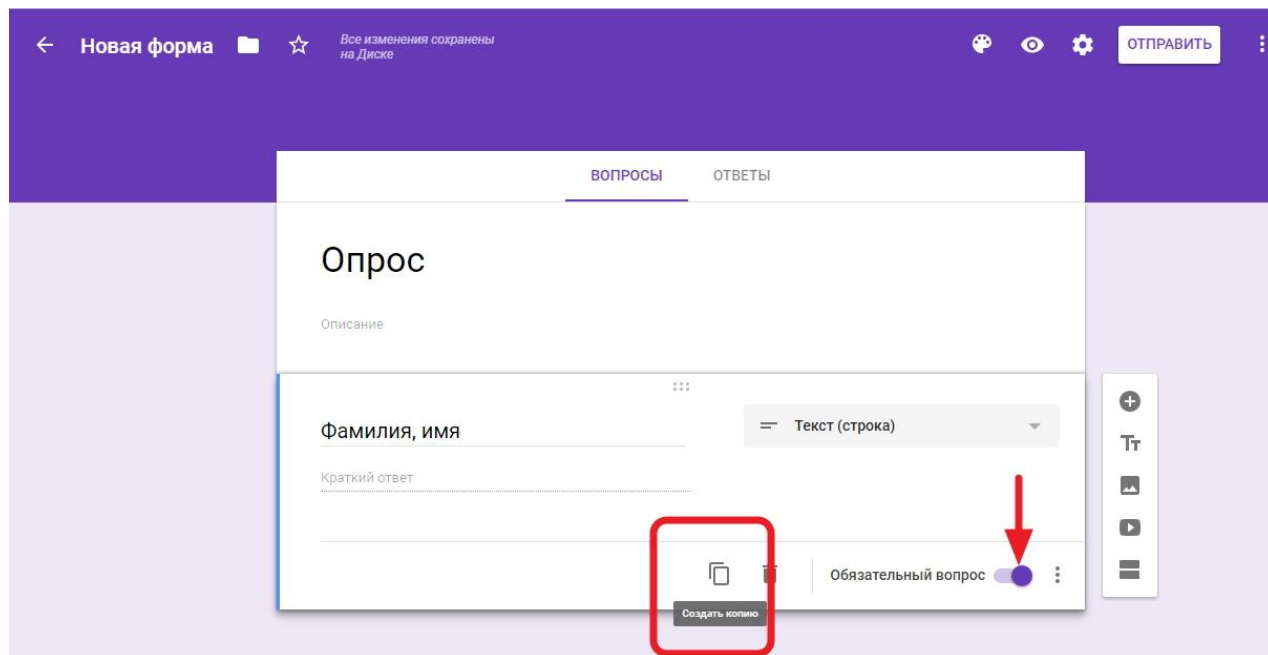 Новая форма
Все изменения сохранены
на Диске
ОТПРАВИТЬ
ВОПРОСЫ ОТВЕТЫ
Опрос
Описание
Фамилия, имя
Текст (строка)
Тт
Краткий ответ
Обязательный вопрос
Создать копию